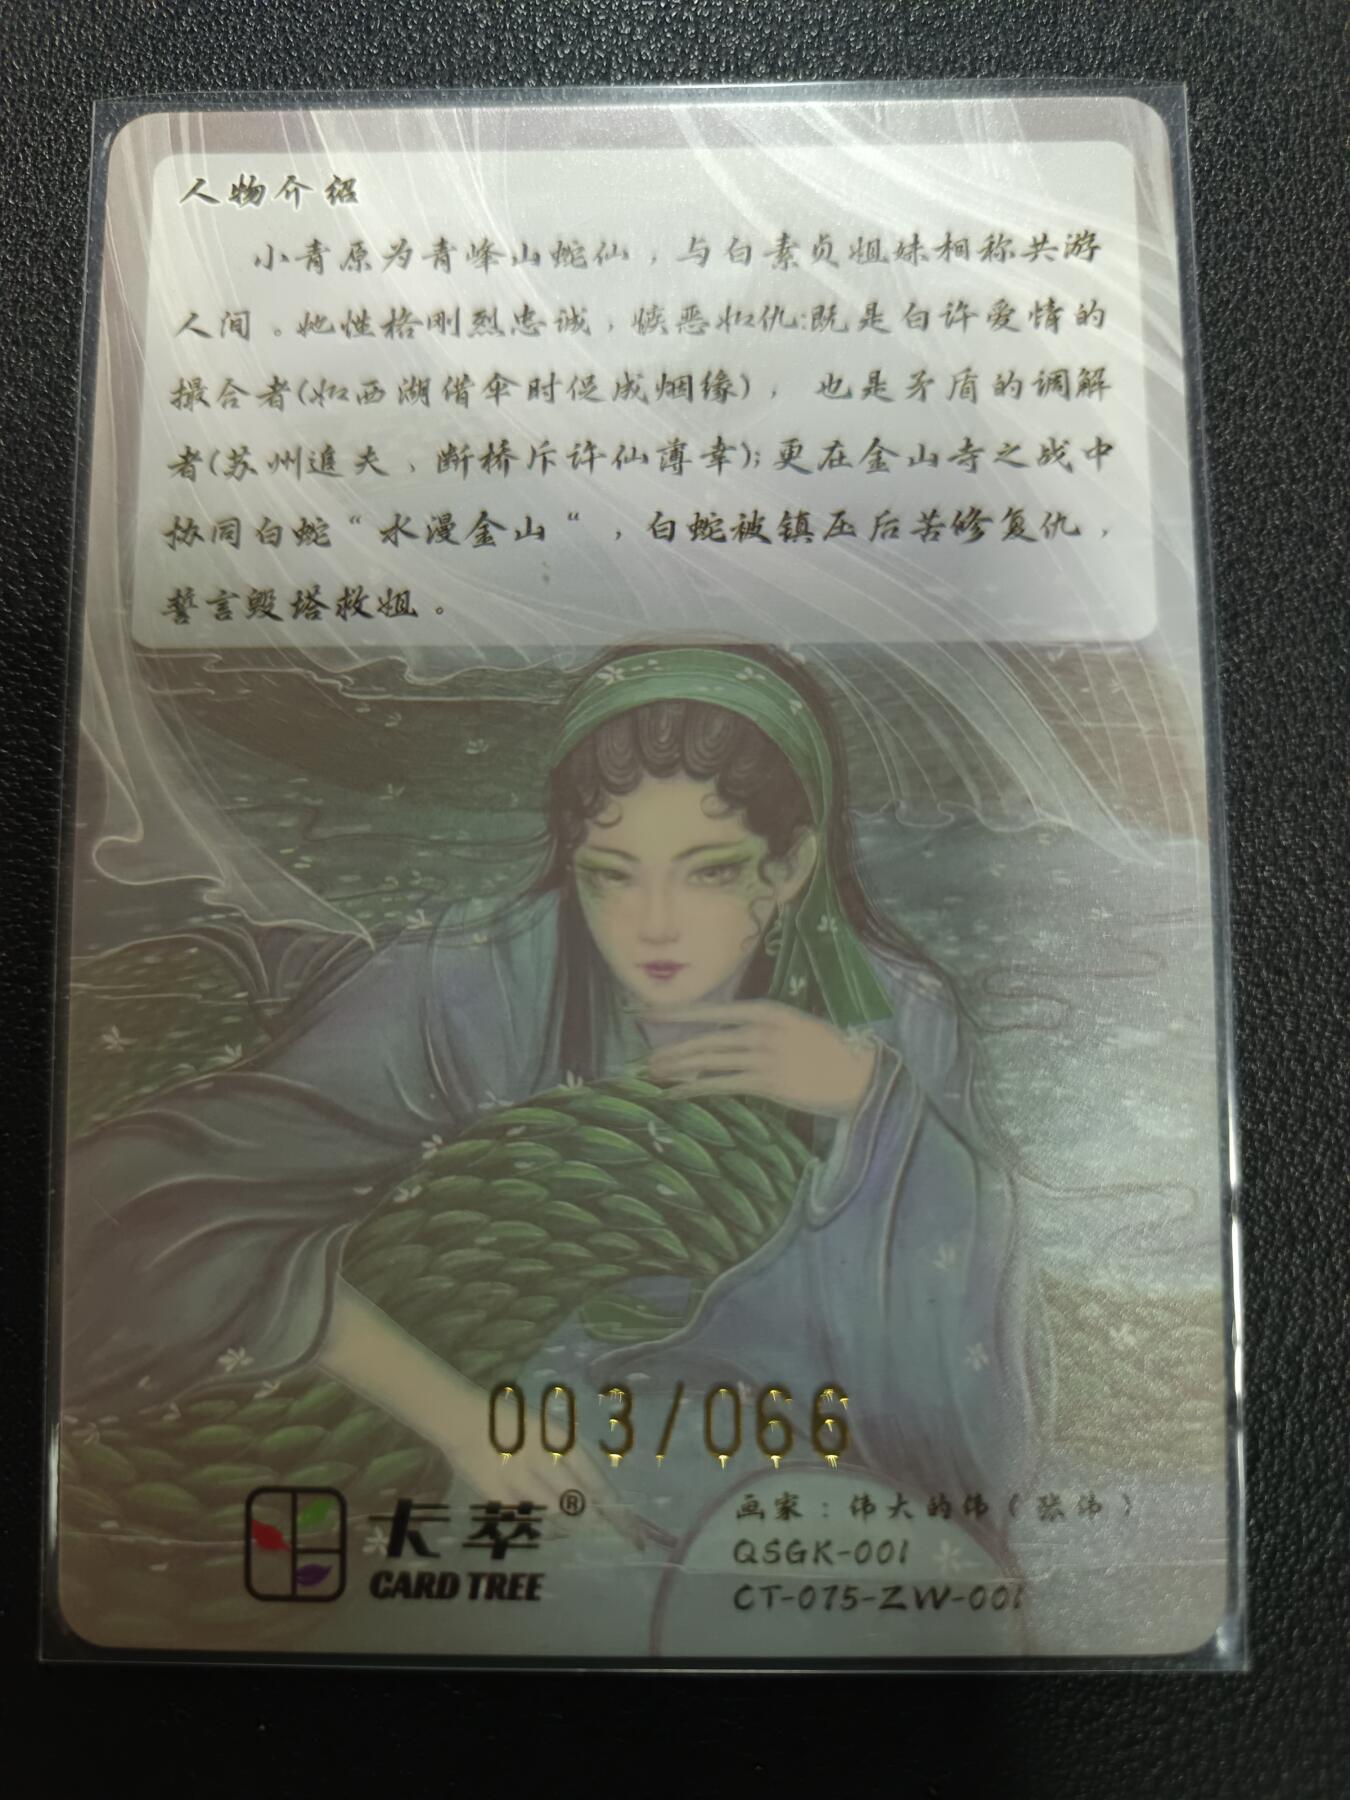 人物介绍
小青原为青峰山蛇仙，与白素贞姐妹相称共游
人间。她性格刚烈忠诚，嫉恶如仇:既是白许爱情的
撮合者(如西湖借伞时促成烟缘)，也是矛盾的调解
者(苏州追夫、断桥斥许仙薄幸);更在金山寺之战中
协同白蛇“水漫金山“，白蛇被镇压后苦修复仇，
誓言毁塔救姐。
003/066
卡萃®
CARD TREE
画家：伟大的伟（张伟）
QSGK-001
CT-075-ZW-001